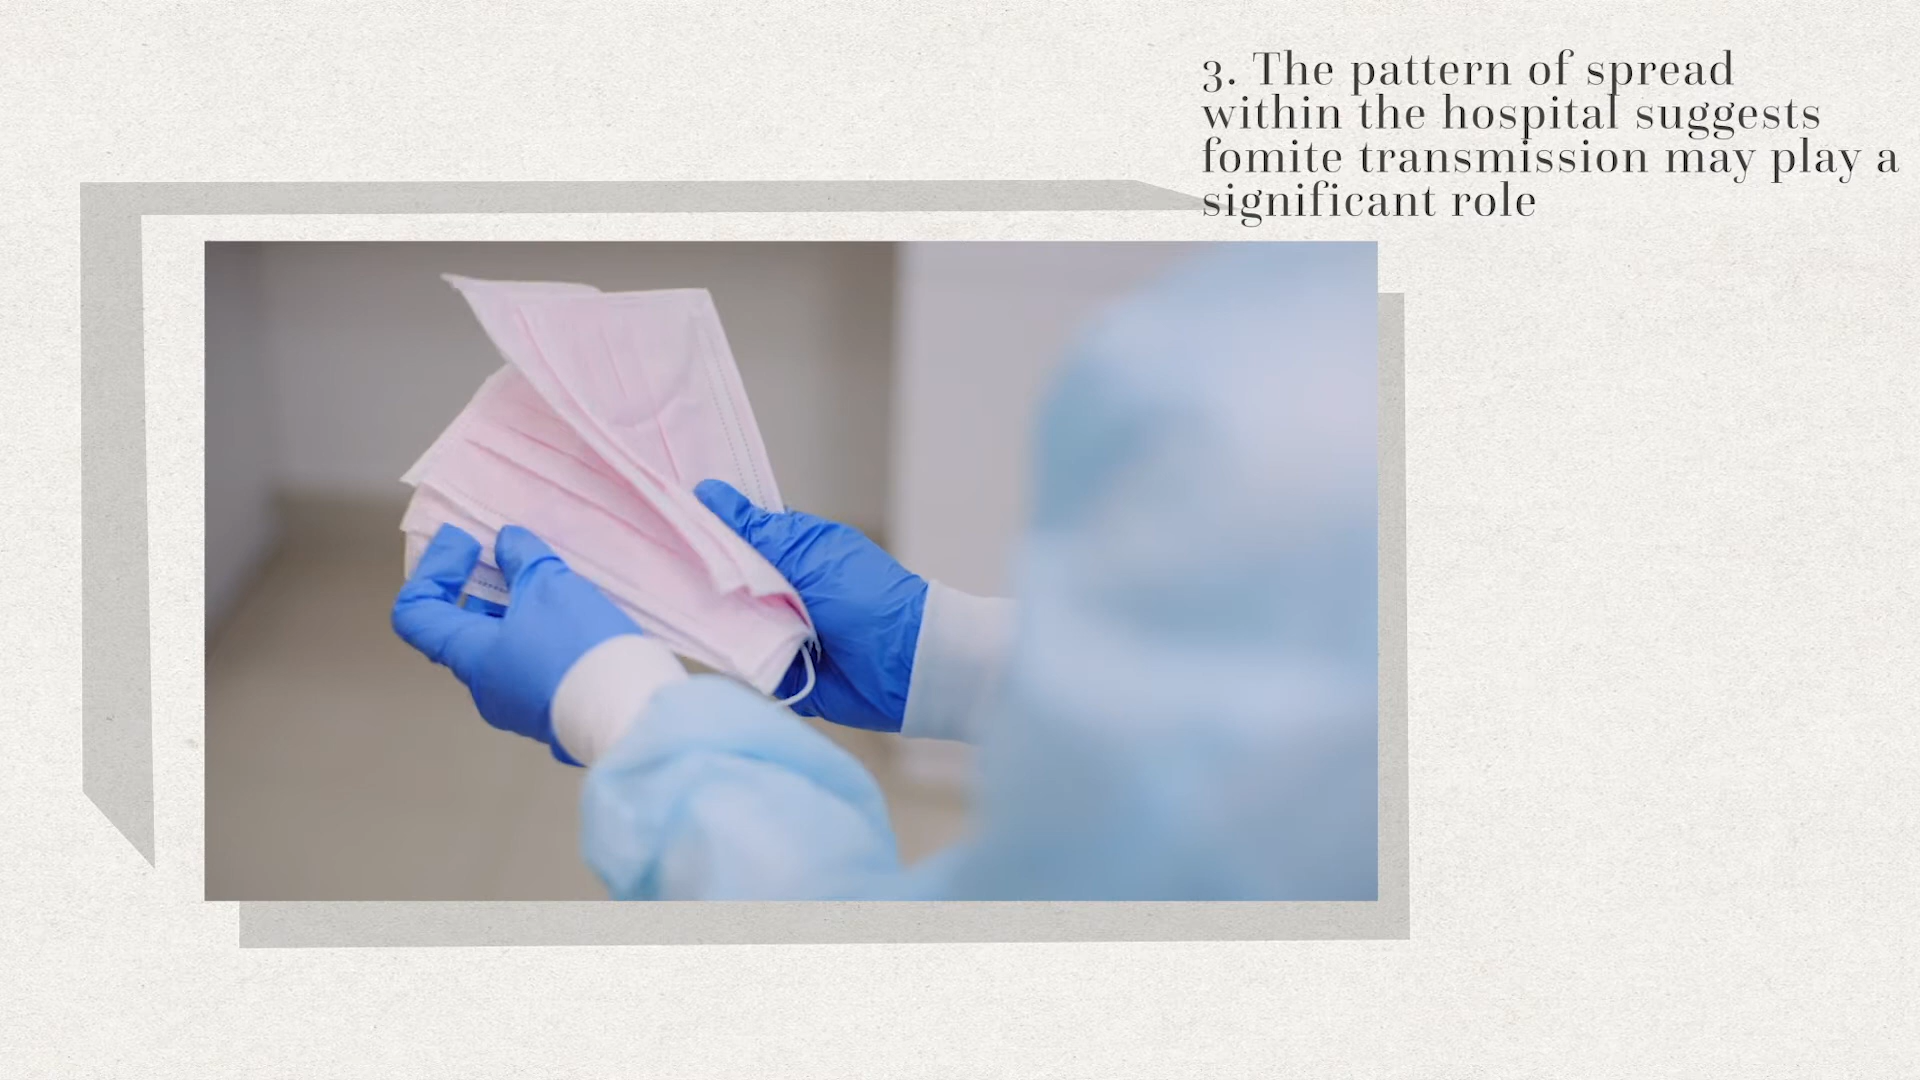 3. The pattern of spread
within the hospital suggests
fomite transmission may play a
significant role